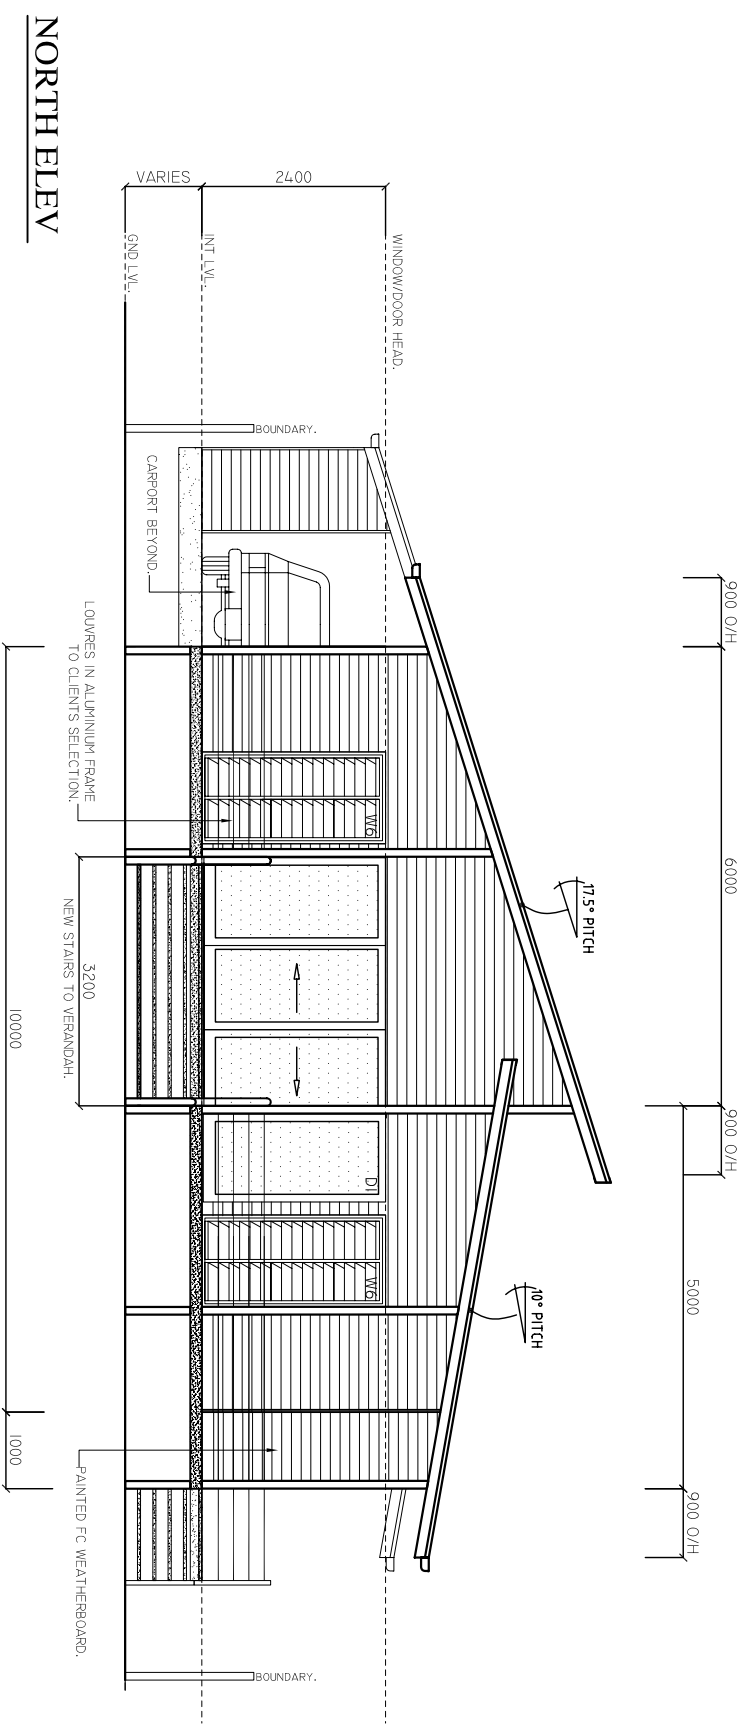 900 O/H
6000
900 O/H
5000
900 O/H
17.5° PITCH
10° PITCH
WINDOW/DOOR HEAD.
2400
INT LVL.
VARIES
GND LVL.
BOUNDARY.
BOUNDARY.
W6
D1
W6
CARPORT BEYOND.
LOUVRES IN ALUMINIUM FRAME
TO CLIENTS SELECTION.
3200
NEW STAIRS TO VERANDAH.
PAINTED FC WEATHERBOARD.
10000
1000
NORTH ELEV